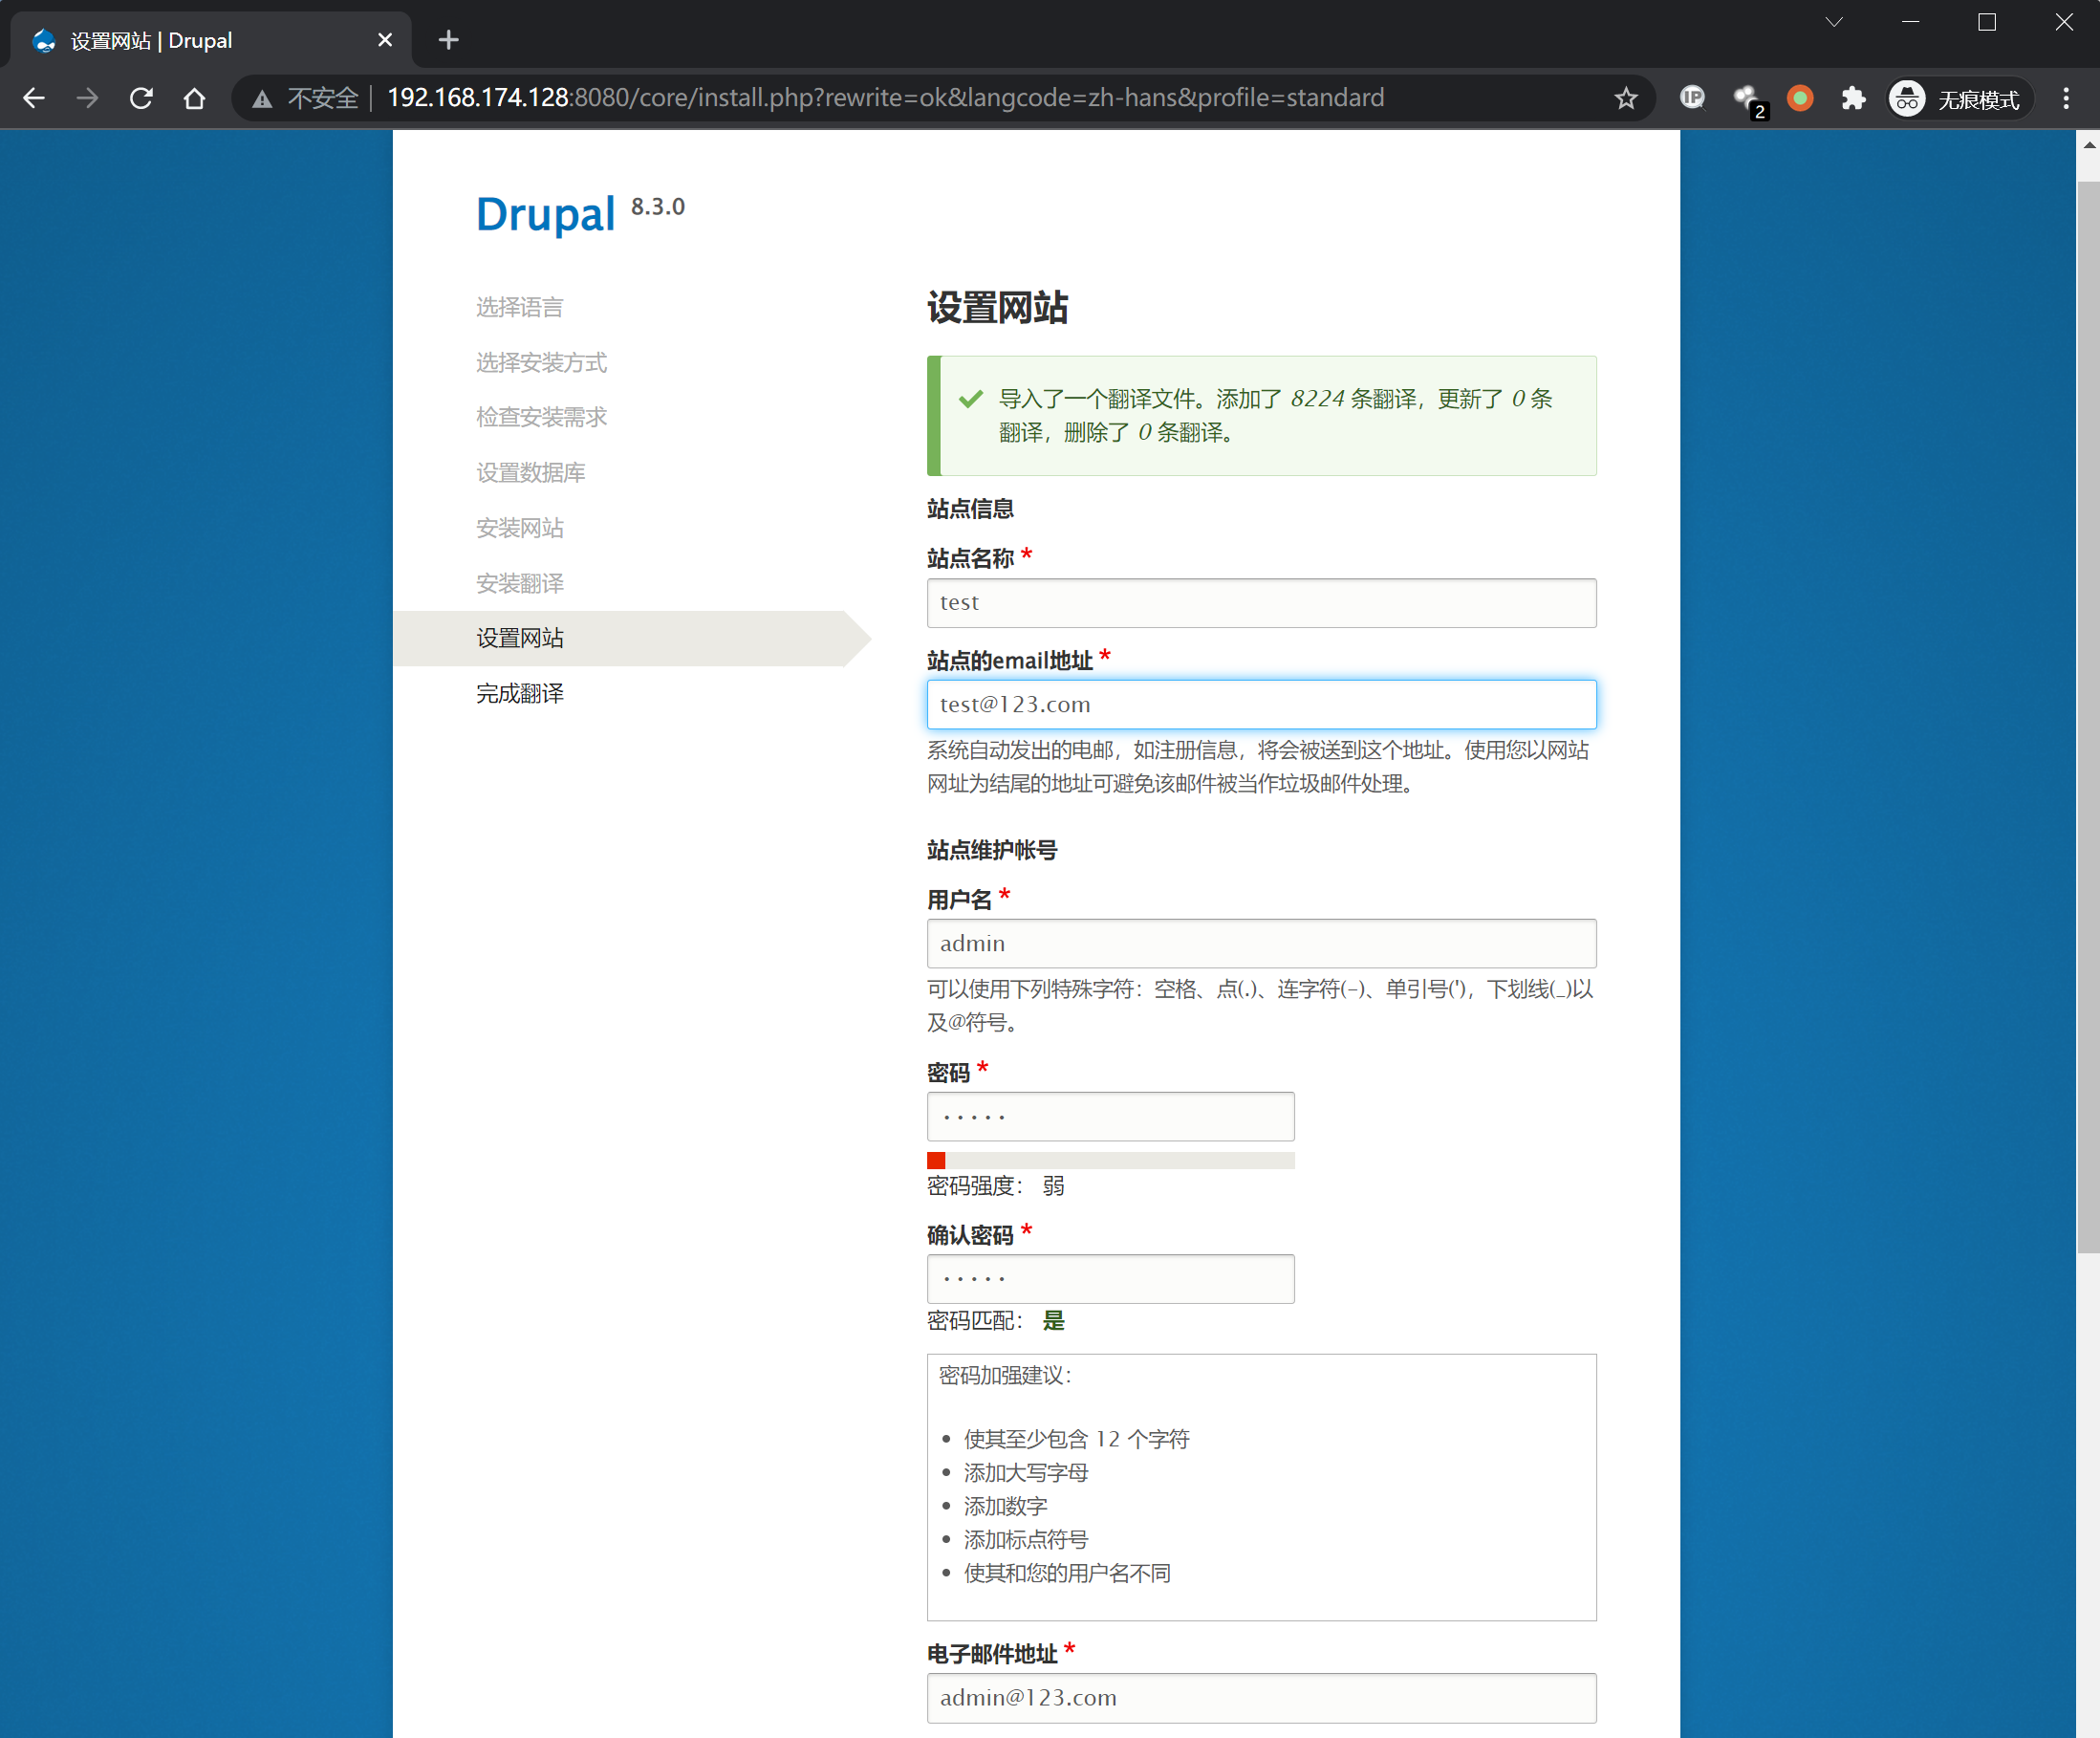 设置网站 | Drupal
不安全 | 192.168.174.128:8080/core/install.php?rewrite=ok&langcode=zh-hans&profile=standard
IP
2
无痕模式
Drupal 8.3.0
选择语言
选择安装方式
检查安装需求
设置数据库
安装网站
安装翻译
设置网站
完成翻译
设置网站
导入了一个翻译文件。添加了 8224 条翻译，更新了 0 条
翻译，删除了 0 条翻译。
站点信息
站点名称 *
test
站点的email地址 *
test@123.com
系统自动发出的电邮，如注册信息，将会被送到这个地址。使用您以网站
网址为结尾的地址可避免该邮件被当作垃圾邮件处理。
站点维护帐号
用户名 *
admin
可以使用下列特殊字符：空格、点(.)、连字符(-)、单引号(')，下划线(_)以
及@符号。
密码 *
·····
密码强度： 弱
确认密码 *
·····
密码匹配： 是
密码加强建议：
• 使其至少包含 12 个字符
• 添加大写字母
• 添加数字
• 添加标点符号
• 使其和您的用户名不同
电子邮件地址 *
admin@123.com